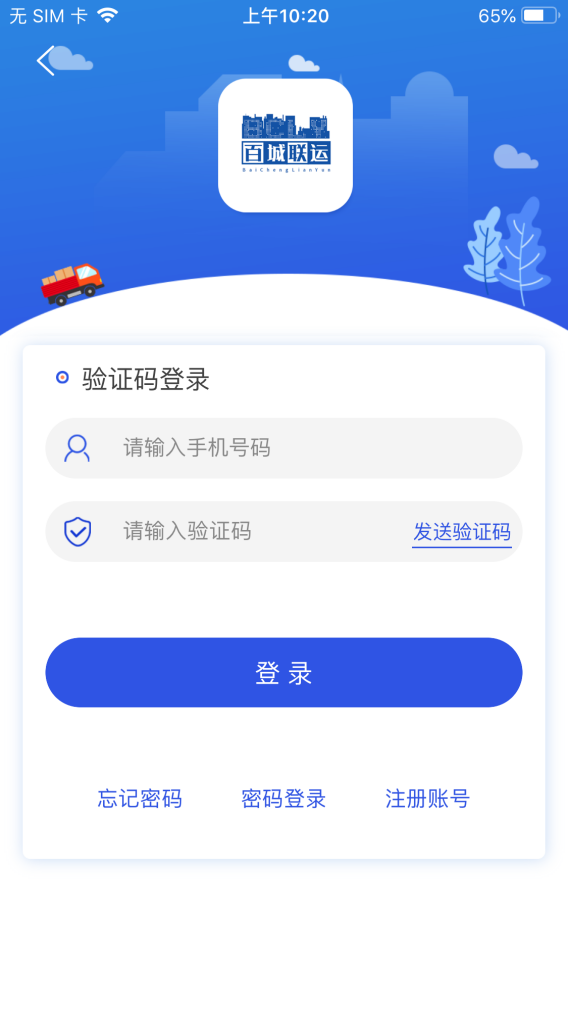 无 SIM 卡 上午10:20 65%
百城联运
BaiChengLianYun
验证码登录
请输入手机号码
请输入验证码 发送验证码
登 录
忘记密码 密码登录 注册账号